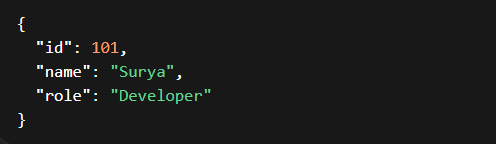 {
  "id": 101,
  "name": "Surya",
  "role": "Developer"
}